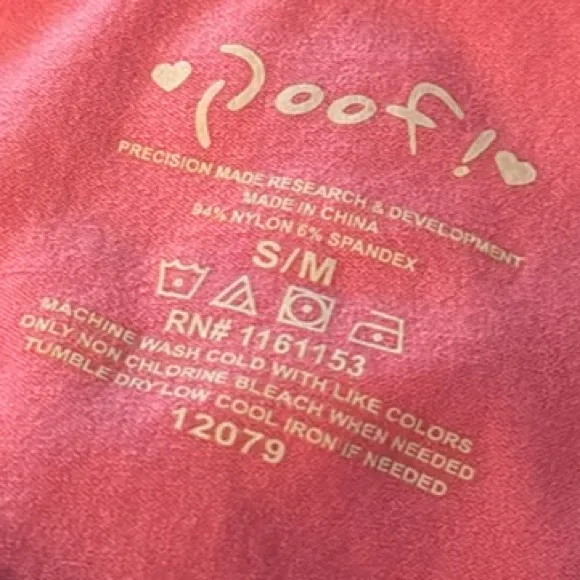 Poof!
PRECISION MADE RESEARCH & DEVELOPMENT
MADE IN CHINA
94% NYLON 6% SPANDEX
S/M
RN# 1161153
MACHINE WASH COLD WITH LIKE COLORS
ONLY NON CHLORINE BLEACH WHEN NEEDED
TUMBLE DRY LOW COOL IRON IF NEEDED
12079